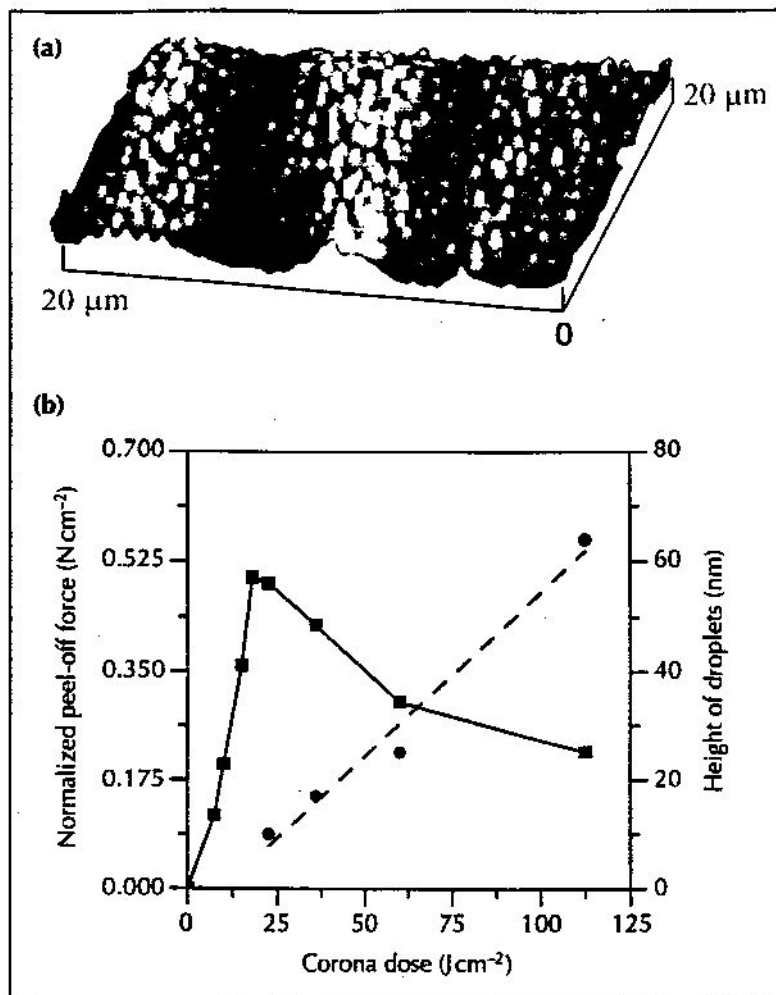 (a)
20 μm
20 μm
0
(b)
Normalized peel-off force (N cm⁻²)
0.700
0.525
0.350
0.175
0.000
80
60
40
20
0
Height of droplets (nm)
0 25 50 75 100 125
Corona dose (J cm⁻²)